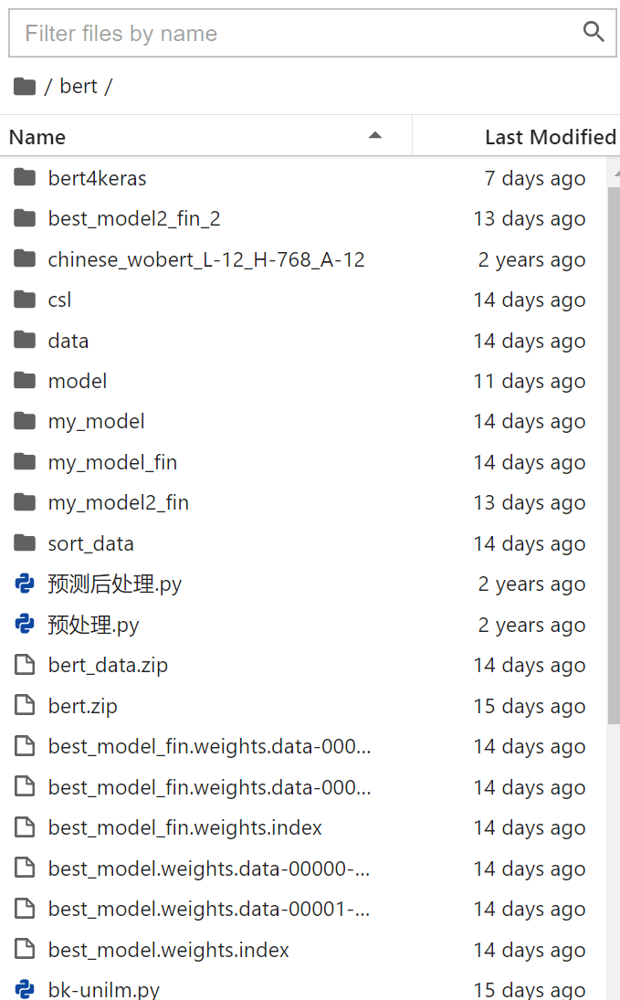 Filter files by name
/ bert /
Name Last Modified
bert4keras 7 days ago
best_model2_fin_2 13 days ago
chinese_wobert_L-12_H-768_A-12 2 years ago
csl 14 days ago
data 14 days ago
model 11 days ago
my_model 14 days ago
my_model_fin 14 days ago
my_model2_fin 13 days ago
sort_data 14 days ago
预测后处理.py 2 years ago
预处理.py 2 years ago
bert_data.zip 14 days ago
bert.zip 15 days ago
best_model_fin.weights.data-000... 14 days ago
best_model_fin.weights.data-000... 14 days ago
best_model_fin.weights.index 14 days ago
best_model.weights.data-00000-... 14 days ago
best_model.weights.data-00001-... 14 days ago
best_model.weights.index 14 days ago
bk-unilm.py 15 days ago